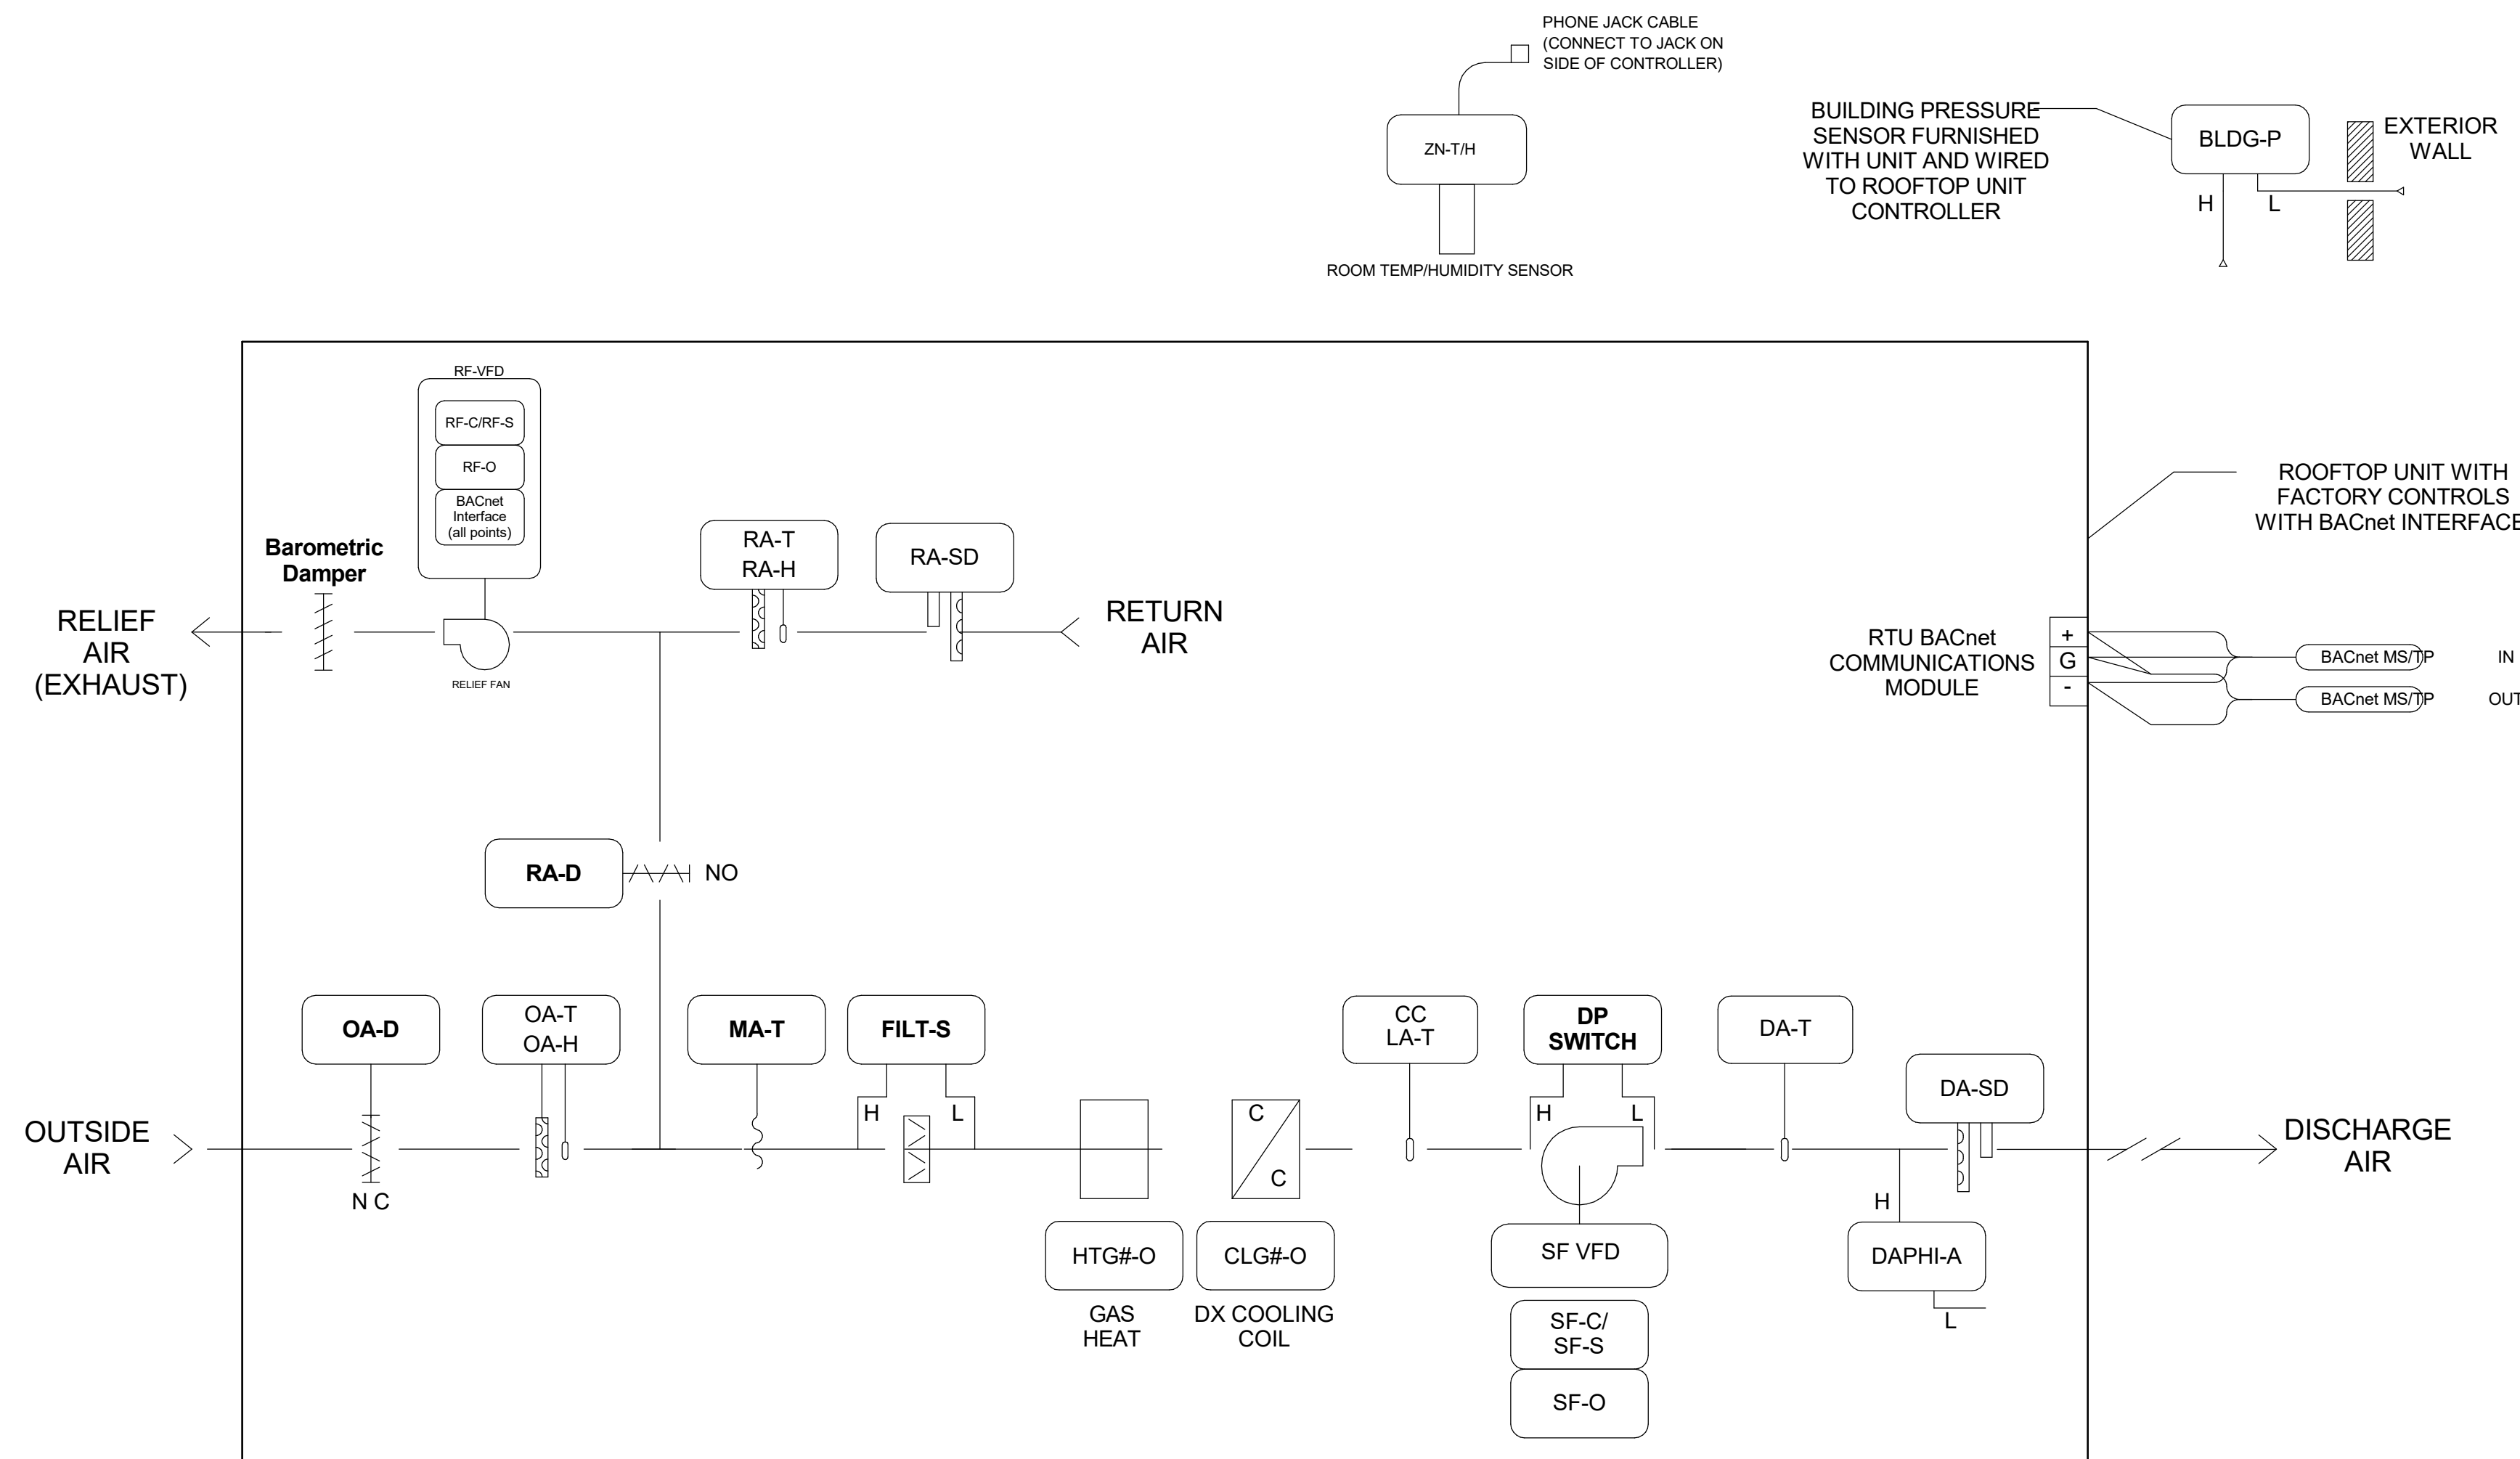 PHONE JACK CABLE
(CONNECT TO JACK ON
SIDE OF CONTROLLER)
ZN-T/H
ROOM TEMP/HUMIDITY SENSOR
BUILDING PRESSURE
SENSOR FURNISHED
WITH UNIT AND WIRED
TO ROOFTOP UNIT
CONTROLLER
BLDG-P
H
L
EXTERIOR
WALL
RF-VFD
RF-C/RF-S
RF-O
BACnet
Interface
(all points)
Barometric
Damper
RELIEF
AIR
(EXHAUST)
RELIEF FAN
RA-T
RA-H
RA-SD
RETURN
AIR
ROOFTOP UNIT WITH
FACTORY CONTROLS
WITH BACnet INTERFACE
RTU BACnet
COMMUNICATIONS
MODULE
+
G
-
BACnet MS/TP IN
BACnet MS/TP OUT
RA-D
NO
OUTSIDE
AIR
OA-D
N C
OA-T
OA-H
MA-T
FILT-S
H
L
HTG#-O
GAS
HEAT
C
C
CLG#-O
DX COOLING
COIL
CC
LA-T
DP
SWITCH
H
L
SF VFD
SF-C/
SF-S
SF-O
DA-T
DA-SD
H
DAPHI-A
L
DISCHARGE
AIR